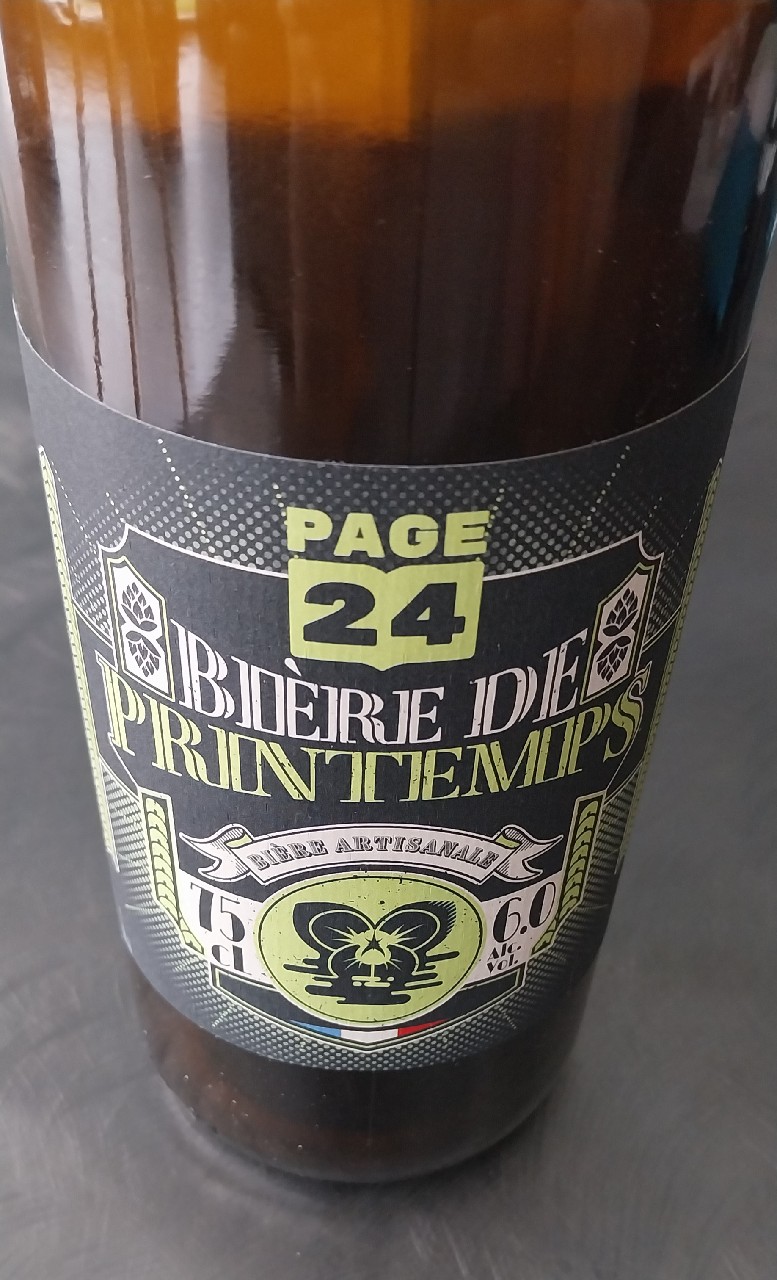 PAGE
24
BIÈRE DE
PRINTEMPS
BIÈRE ARTISANALE
75
cl
6.0
Alc.
Vol.